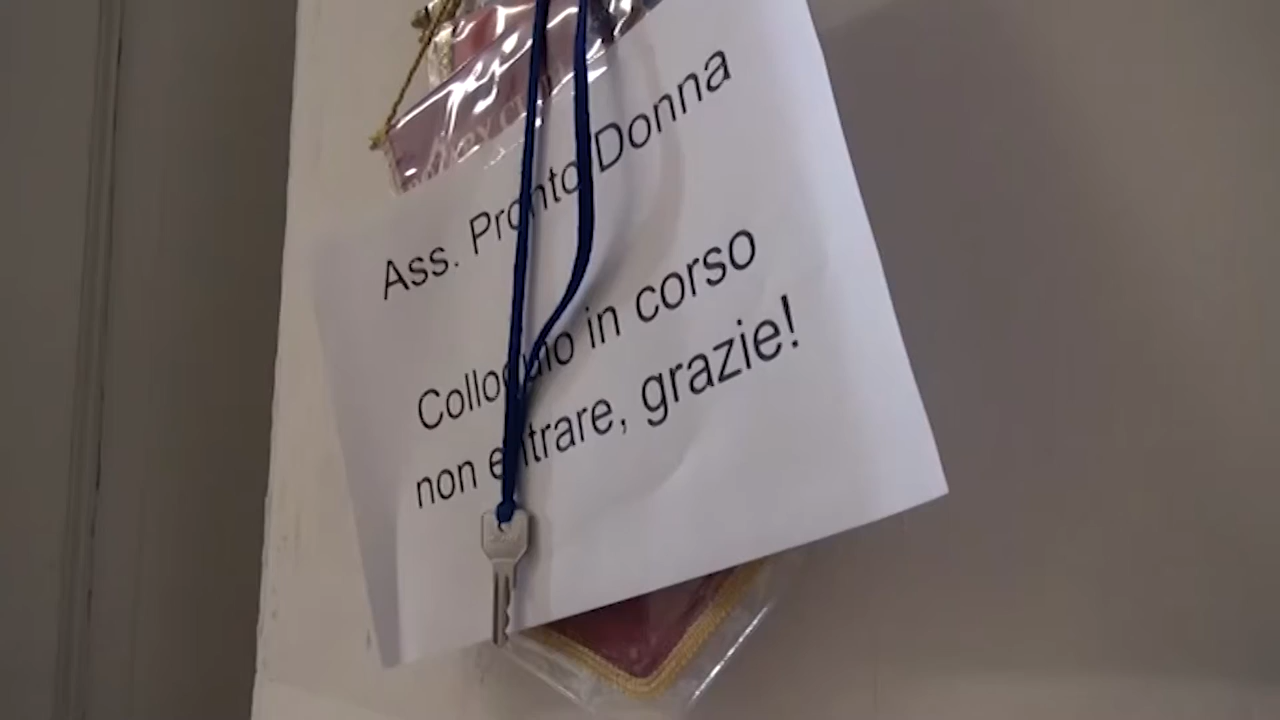 Ass. Pronto Donna
Colloquio in corso
non entrare, grazie!